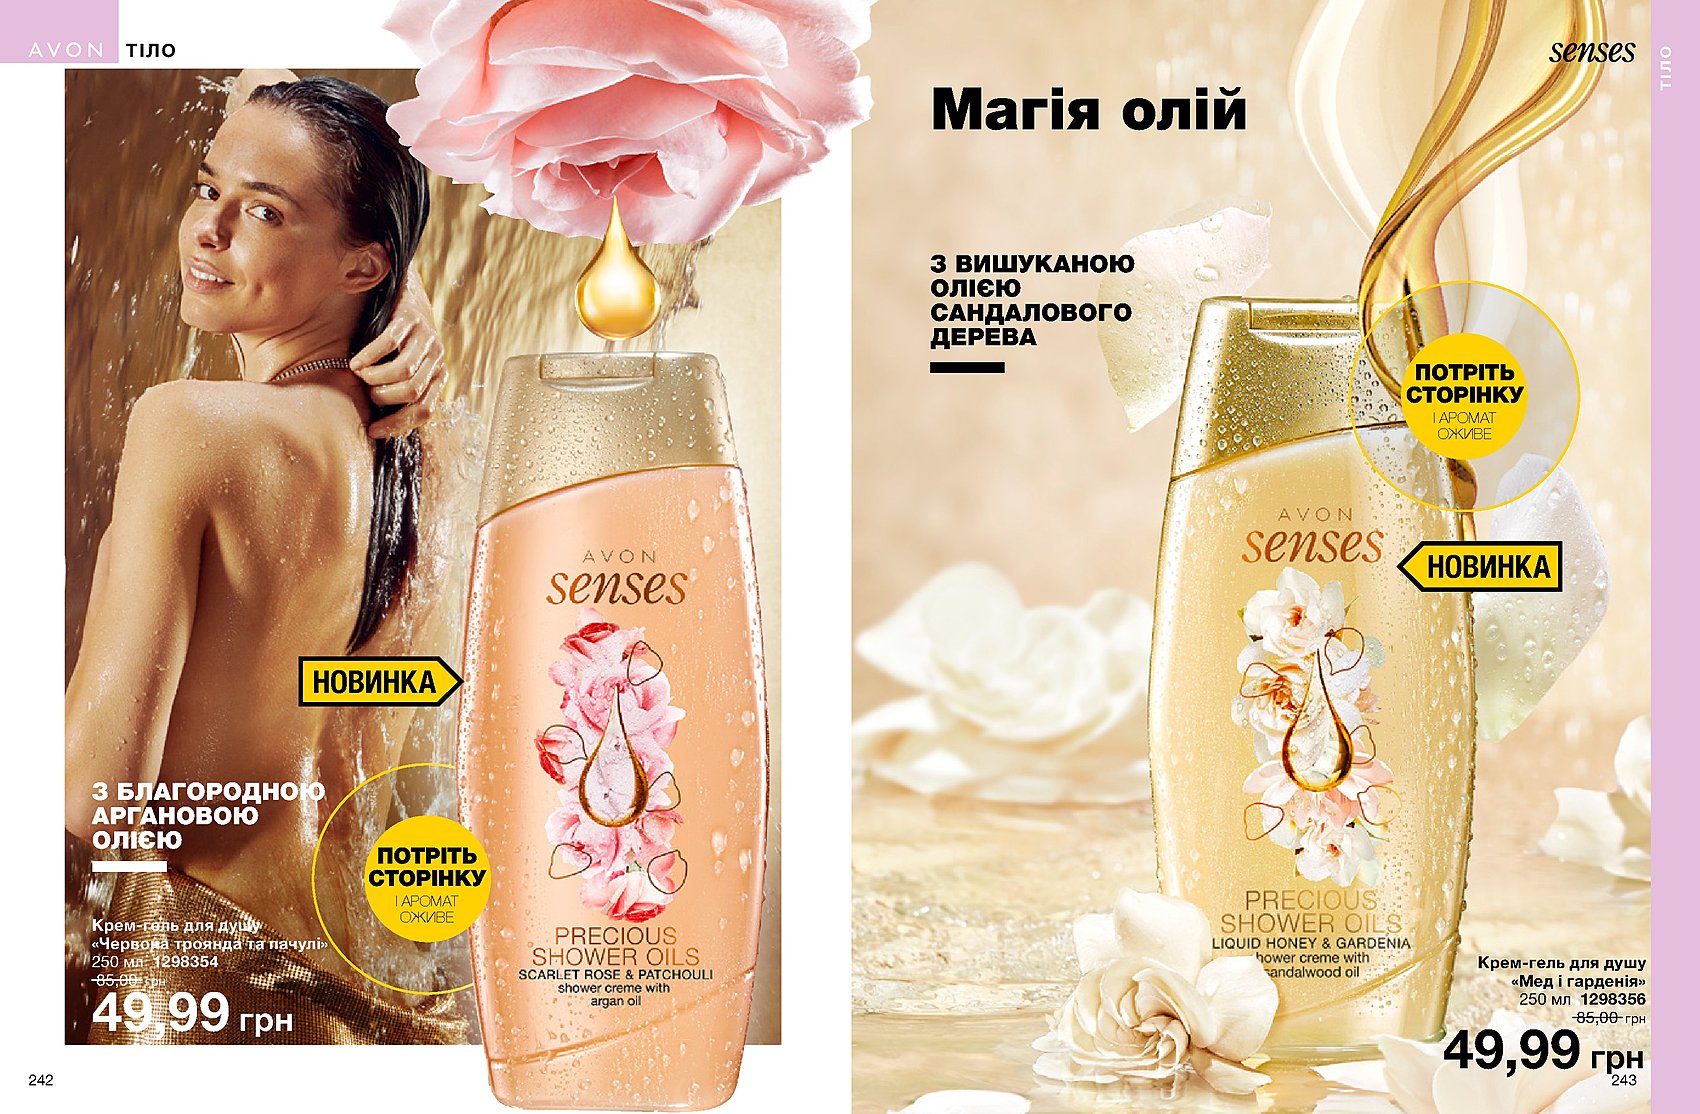 AVON ТІЛО
З БЛАГОРОДНОЮ
АРГАНОВОЮ
ОЛІЄЮ
Крем-гель для душу
«Червона троянда та пачулі»
250 мл 1298354
85,00 грн
49,99 грн
НОВИНКА
ПОТРІТЬ
СТОРІНКУ
І АРОМАТ
ОЖИВЕ
AVON
senses
PRECIOUS
SHOWER OILS
SCARLET ROSE & PATCHOULI
shower creme with
argan oil
242
senses
ТІЛО
Магія олій
З ВИШУКАНОЮ
ОЛІЄЮ
САНДАЛОВОГО
ДЕРЕВА
ПОТРІТЬ
СТОРІНКУ
І АРОМАТ
ОЖИВЕ
НОВИНКА
AVON
senses
PRECIOUS
SHOWER OILS
LIQUID HONEY & GARDENIA
shower creme with
sandalwood oil
Крем-гель для душу
«Мед і гарденія»
250 мл 1298356
85,00 грн
49,99 грн
243